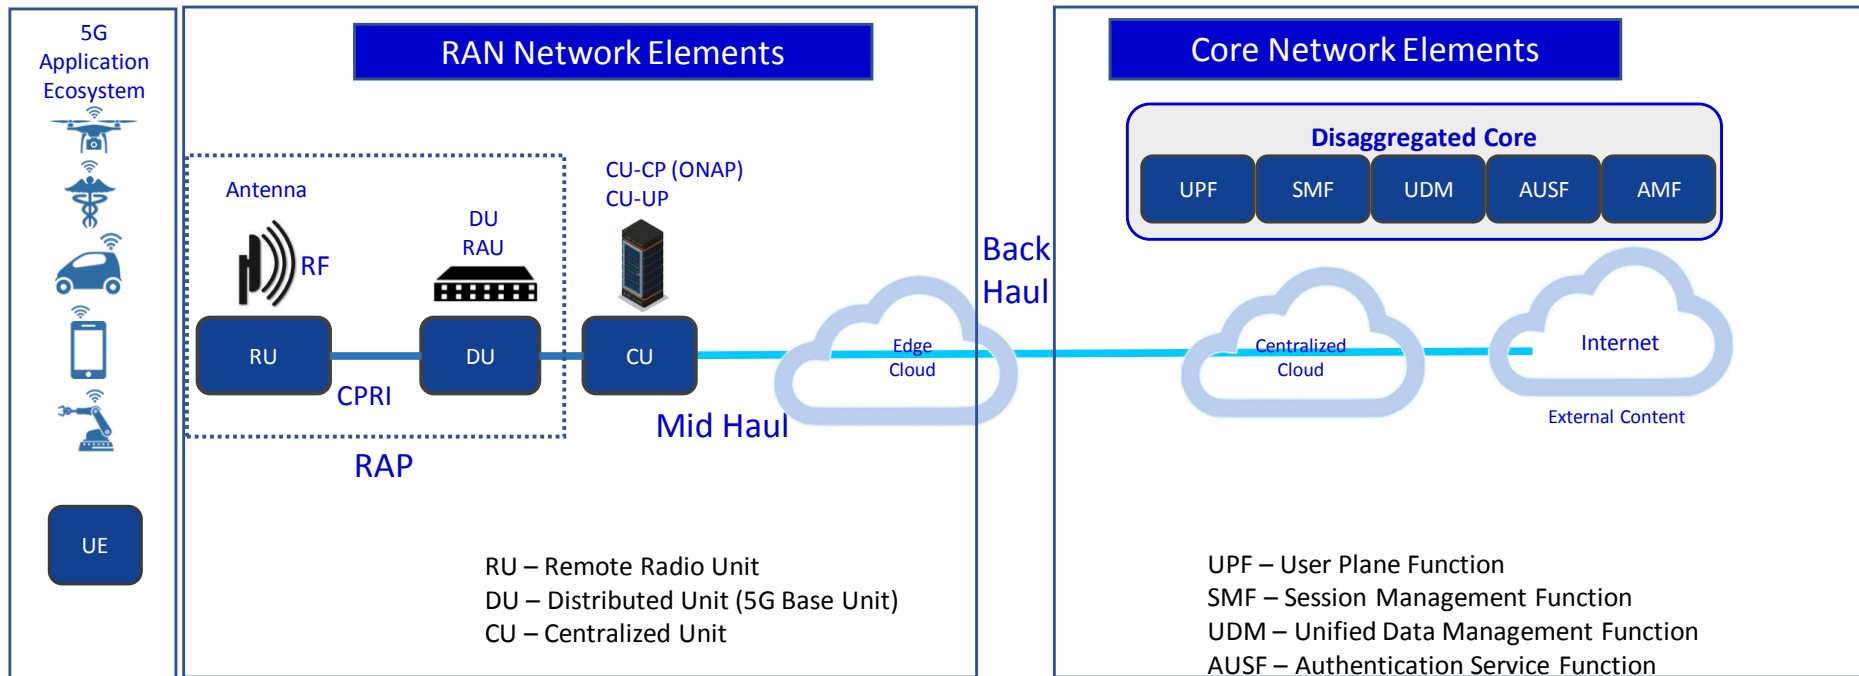 5G
Application
Ecosystem
UE
RAN Network Elements
Antenna
RF
DU
RAU
CU-CP (ONAP)
CU-UP
RU
DU
CU
CPRI
RAP
Mid Haul
Edge
Cloud
Back
Haul
RU – Remote Radio Unit
DU – Distributed Unit (5G Base Unit)
CU – Centralized Unit
Core Network Elements
Disaggregated Core
UPF
SMF
UDM
AUSF
AMF
Centralized
Cloud
Internet
External Content
UPF – User Plane Function
SMF – Session Management Function
UDM – Unified Data Management Function
AUSF – Authentication Service Function